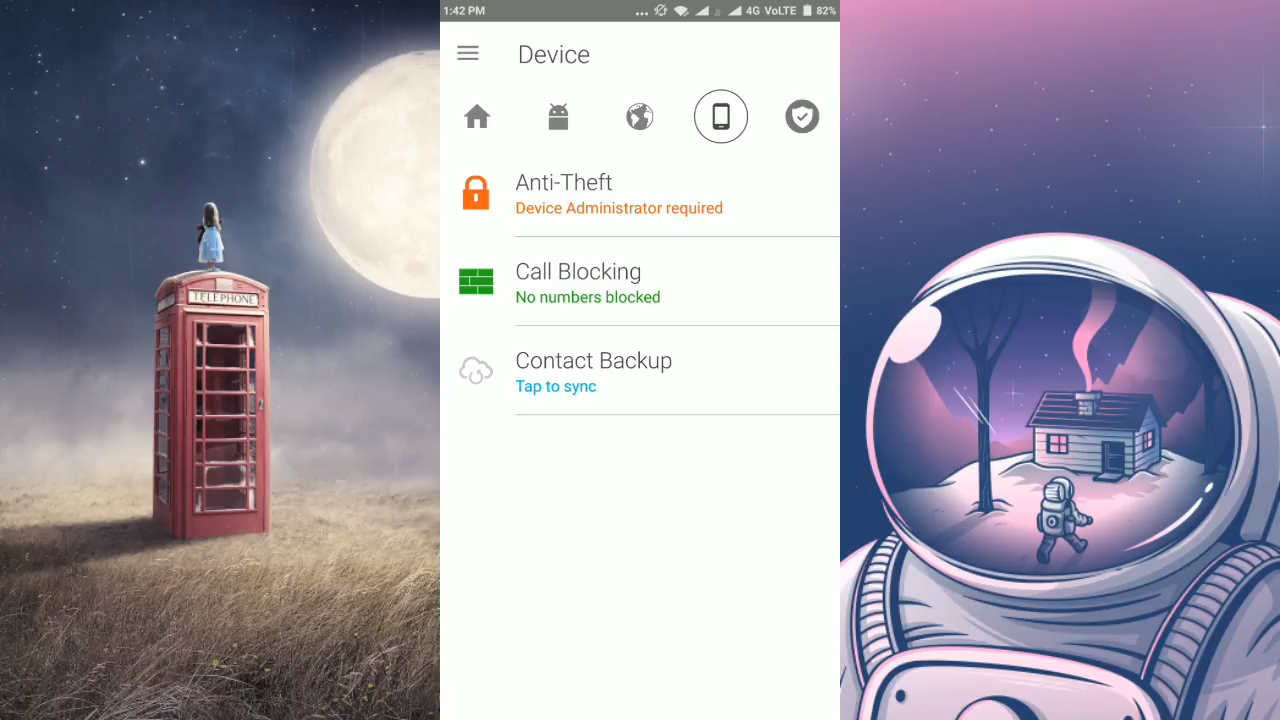 1:42 PM
4G VoLTE 82%
Device
Anti-Theft
Device Administrator required
Call Blocking
No numbers blocked
Contact Backup
Tap to sync
TELEPHONE